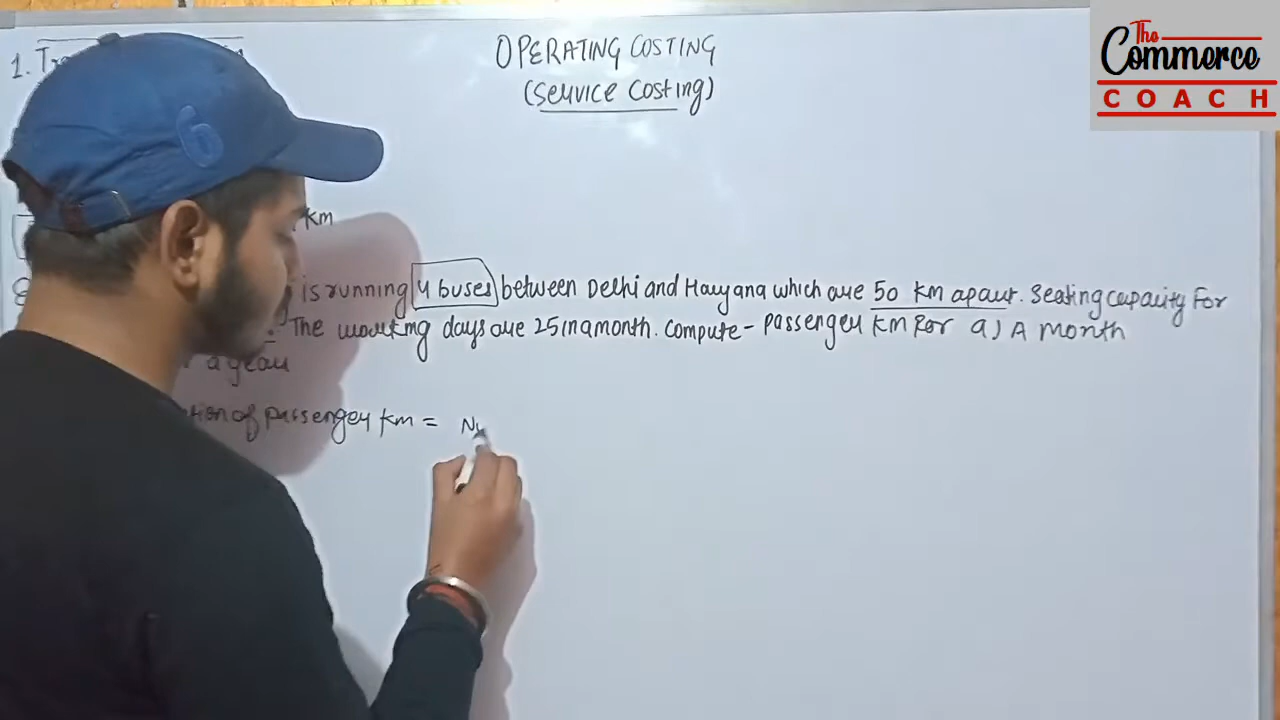 OPERATING COSTING
(Service Costing)
The
Commerce
COACH
1.
km
is running 4 buses between Delhi and Haryana which are 50 km apart. Seating capacity For
The working days are 25 in a month. Compute - Passenger km For a) A Month
a year
of passenger km =